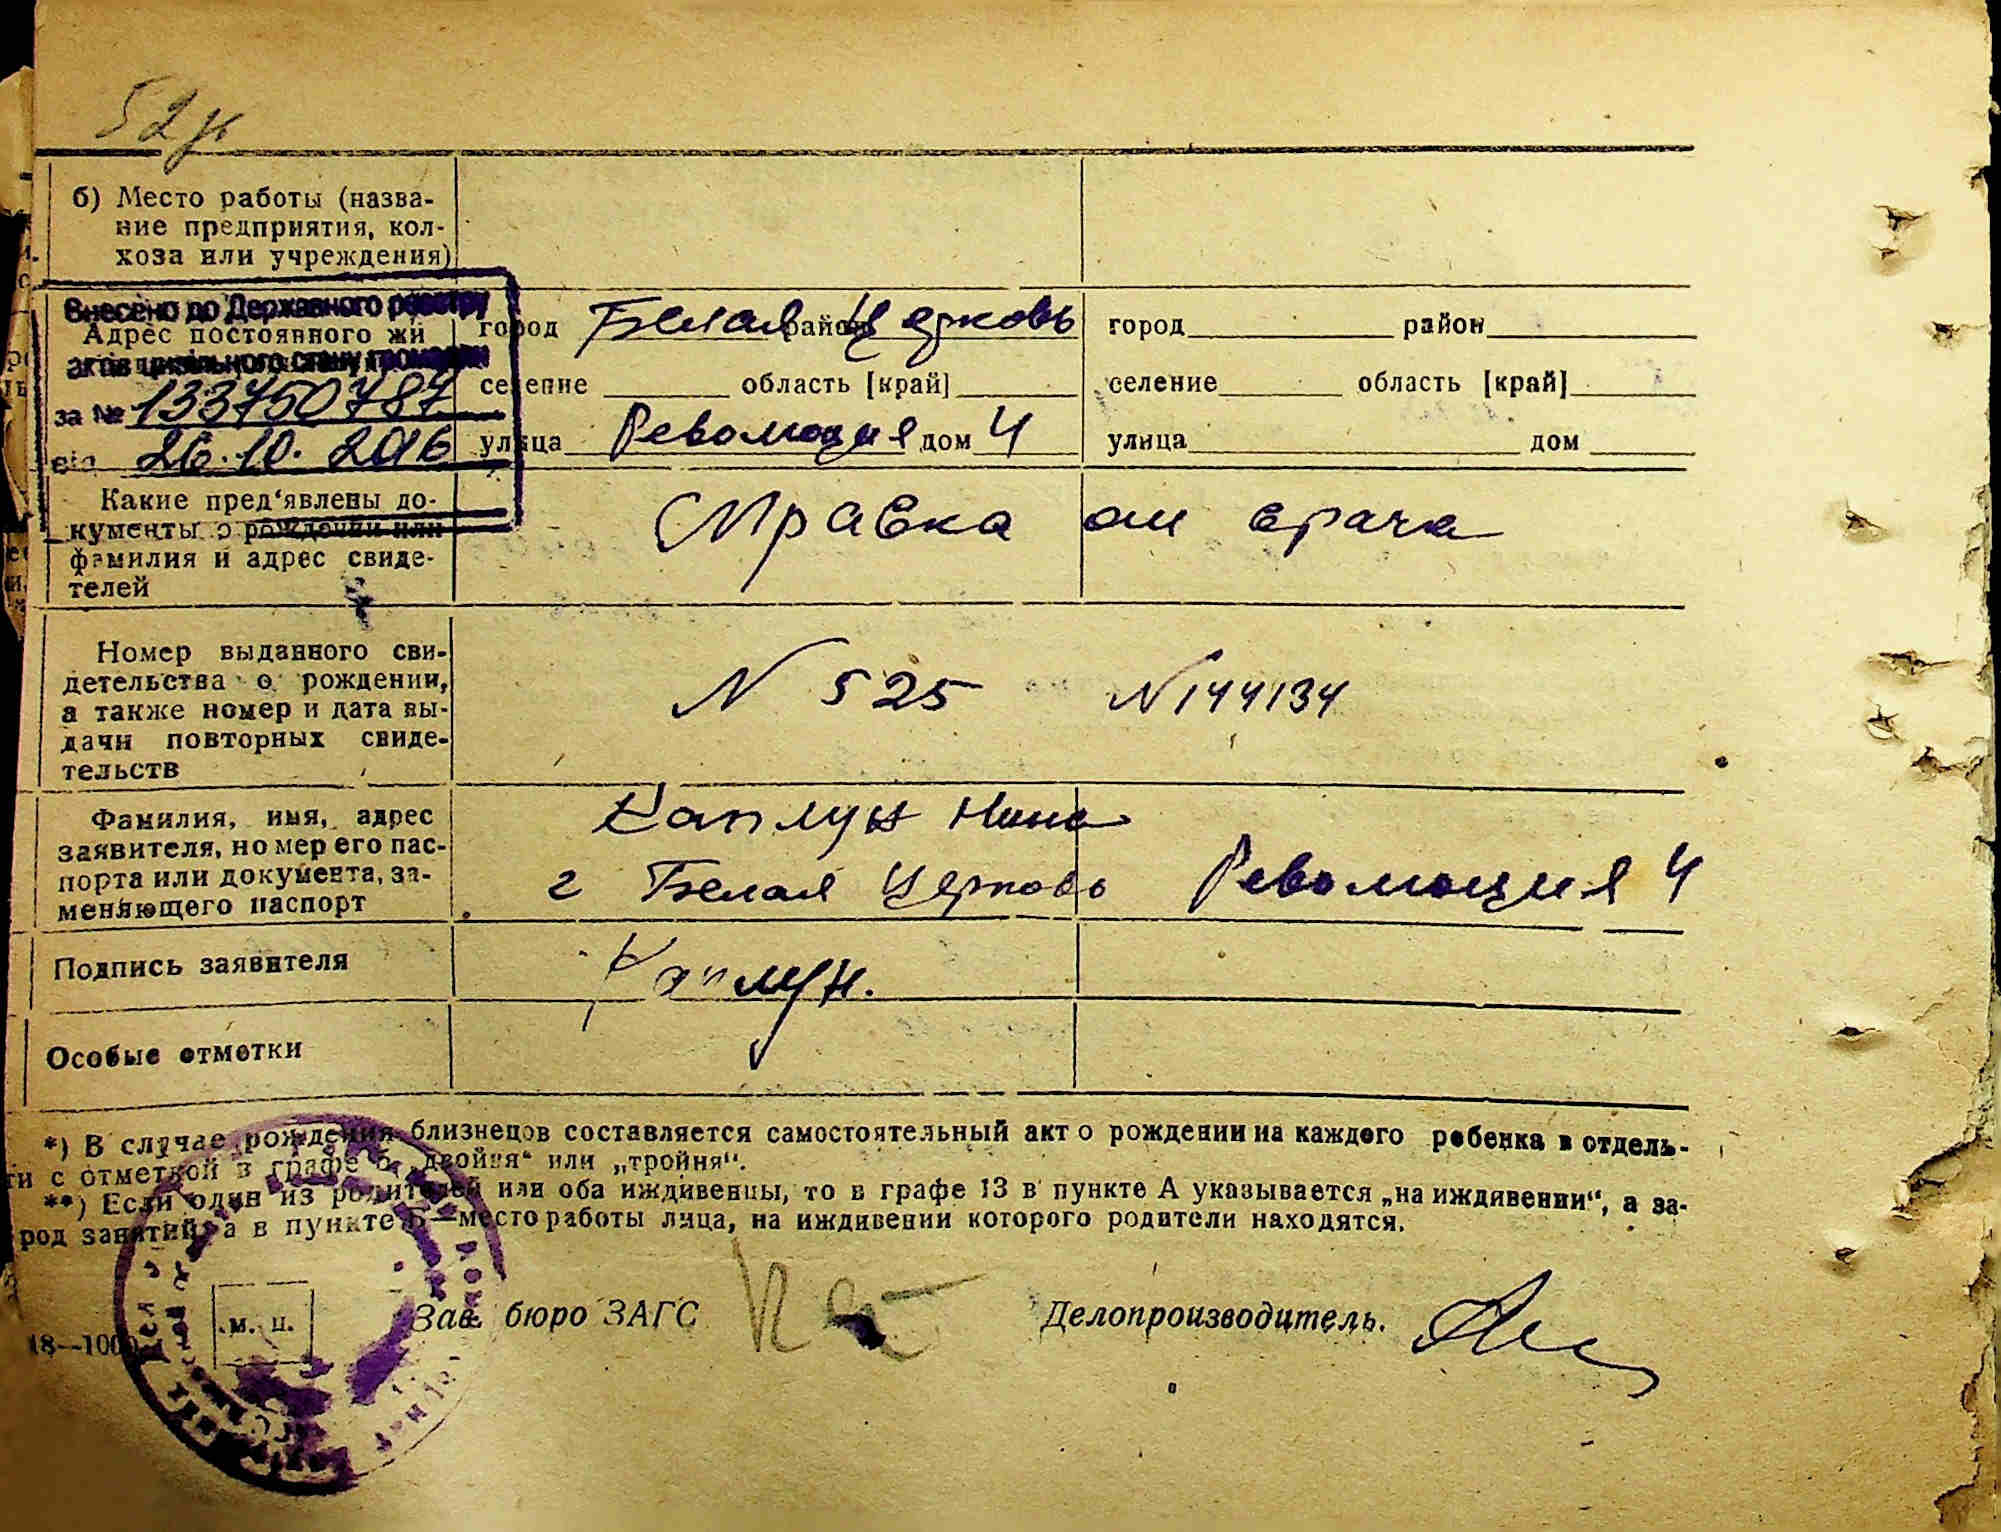 б) Место работы (назва-
ние предприятия, кол-
хоза или учреждения)
Внесено до Державного реєстру
Адрес постоянного жи
актів цивільного стану громадян
за № 133750787
від 26.10.2016
город Белая Церковь район
селение область [край]
улица Революция дом 4
город район
селение область [край]
улица дом
Какие пред'явлены до-
кументы о рождении или
фамилия и адрес свиде-
телей
Справка от врача
Номер выданного сви-
детельства о рождении,
а также номер и дата вы-
дачи повторных свиде-
тельств
N 525 N144134
Фамилия, имя, адрес
заявителя, номер его пас-
порта или документа, за-
меняющего паспорт
Каплун Нина
г Белая Церковь Революция 4
Подпись заявителя
Каплун.
Особые отметки
*) В случае рождения близнецов составляется самостоятельный акт о рождении на каждого ребенка в отдель-
ти с отметкой в графе 6 „двойня“ или „тройня“.
**) Если один из родителей или оба иждивенцы, то в графе 13 в пункте А указывается „на иждивении“, а за-
род занятий, а в пункте Б—место работы лица, на иждивении которого родители находятся.
м. п.
Зав. бюро ЗАГС
Делопроизводитель.